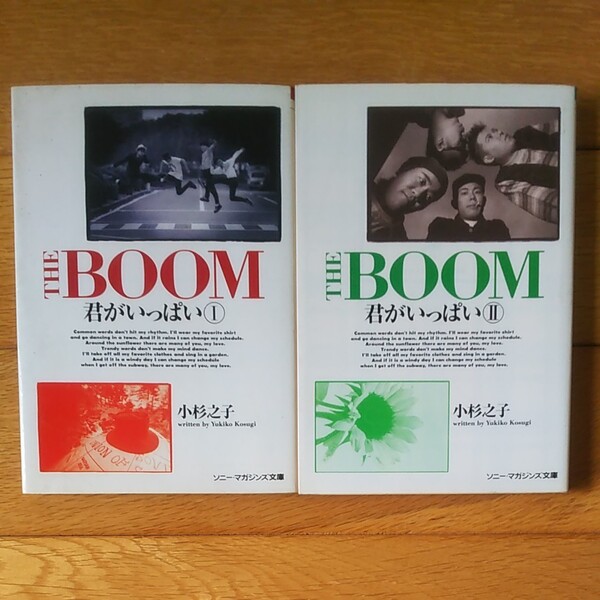 THE BOOM
君がいっぱい Ⅰ
Common words don't hit my rhythm. I'll wear my favorite shirt
and go dancing in a town. And if it rains I can change my schedule.
Around the sunflower there are many of you, my love.
Trendy words don't make my mind dance.
I'll take off all my favorite clothes and sing in a garden.
And if it is a windy day I can change my schedule
when I get off the subway, there are many of you, my love.
小杉之子
written by Yukiko Kosugi
ソニー・マガジンズ文庫
THE BOOM
君がいっぱい Ⅱ
Common words don't hit my rhythm. I'll wear my favorite shirt
and go dancing in a town. And if it rains I can change my schedule.
Around the sunflower there are many of you, my love.
Trendy words don't make my mind dance.
I'll take off all my favorite clothes and sing in a garden.
And if it is a windy day I can change my schedule
when I get off the subway, there are many of you, my love.
小杉之子
written by Yukiko Kosugi
ソニー・マガジンズ文庫